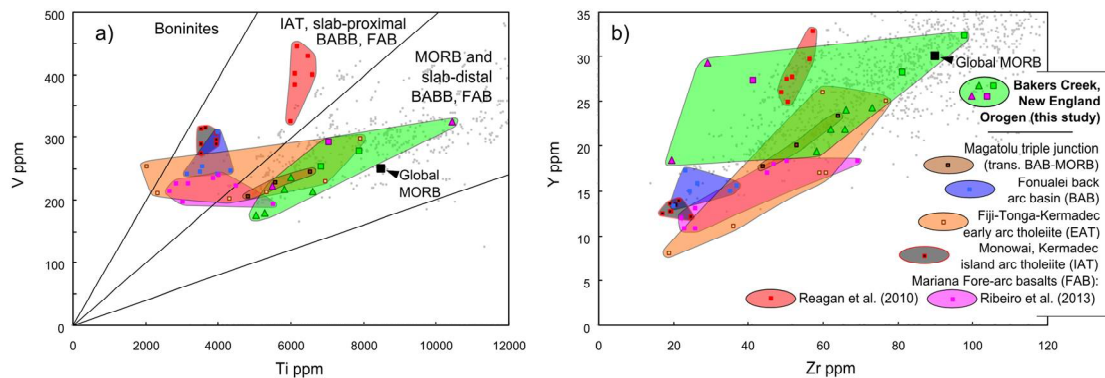 a)
Boninites
IAT, slab-proximal
BABB, FAB
MORB and
slab-distal
BABB, FAB
Global
MORB
V ppm
500
400
300
200
100
0
0
2000
4000
6000
8000
10000
12000
Ti ppm
b)
Global MORB
Y ppm
35
30
25
20
15
10
5
0
0
20
40
60
80
100
120
Zr ppm
Bakers Creek,
New England
Orogen (this study)
Magatolu triple junction
(trans. BAB-MORB)
Fonualei back
arc basin (BAB)
Fiji-Tonga-Kermadec
early arc tholeiite (EAT)
Monowai, Kermadec
island arc tholeiite (IAT)
Mariana Fore-arc basalts (FAB):
Reagan et al. (2010)
Ribeiro et al. (2013)